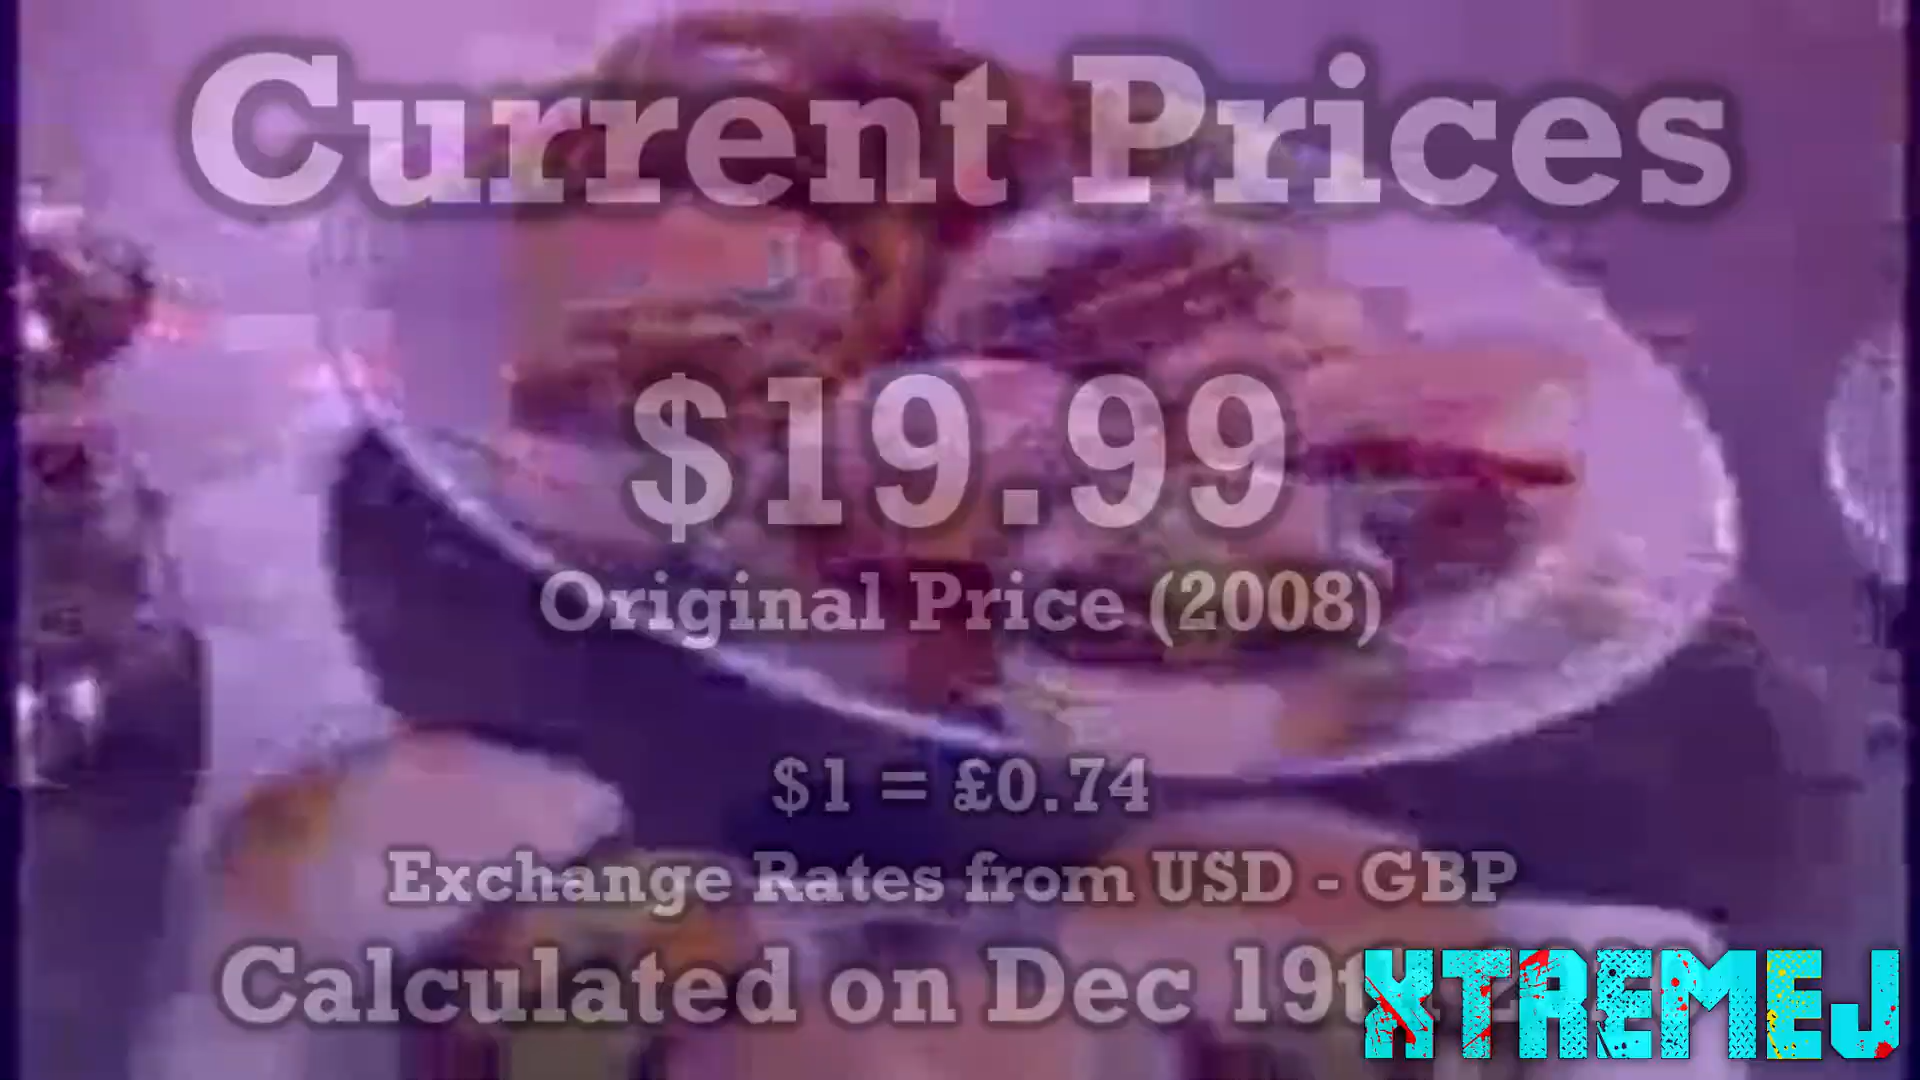 Current Prices
$19.99
Original Price (2008)
$1 = £0.74
Exchange Rates from USD - GBP
Calculated on Dec 19th
XTREMEJ